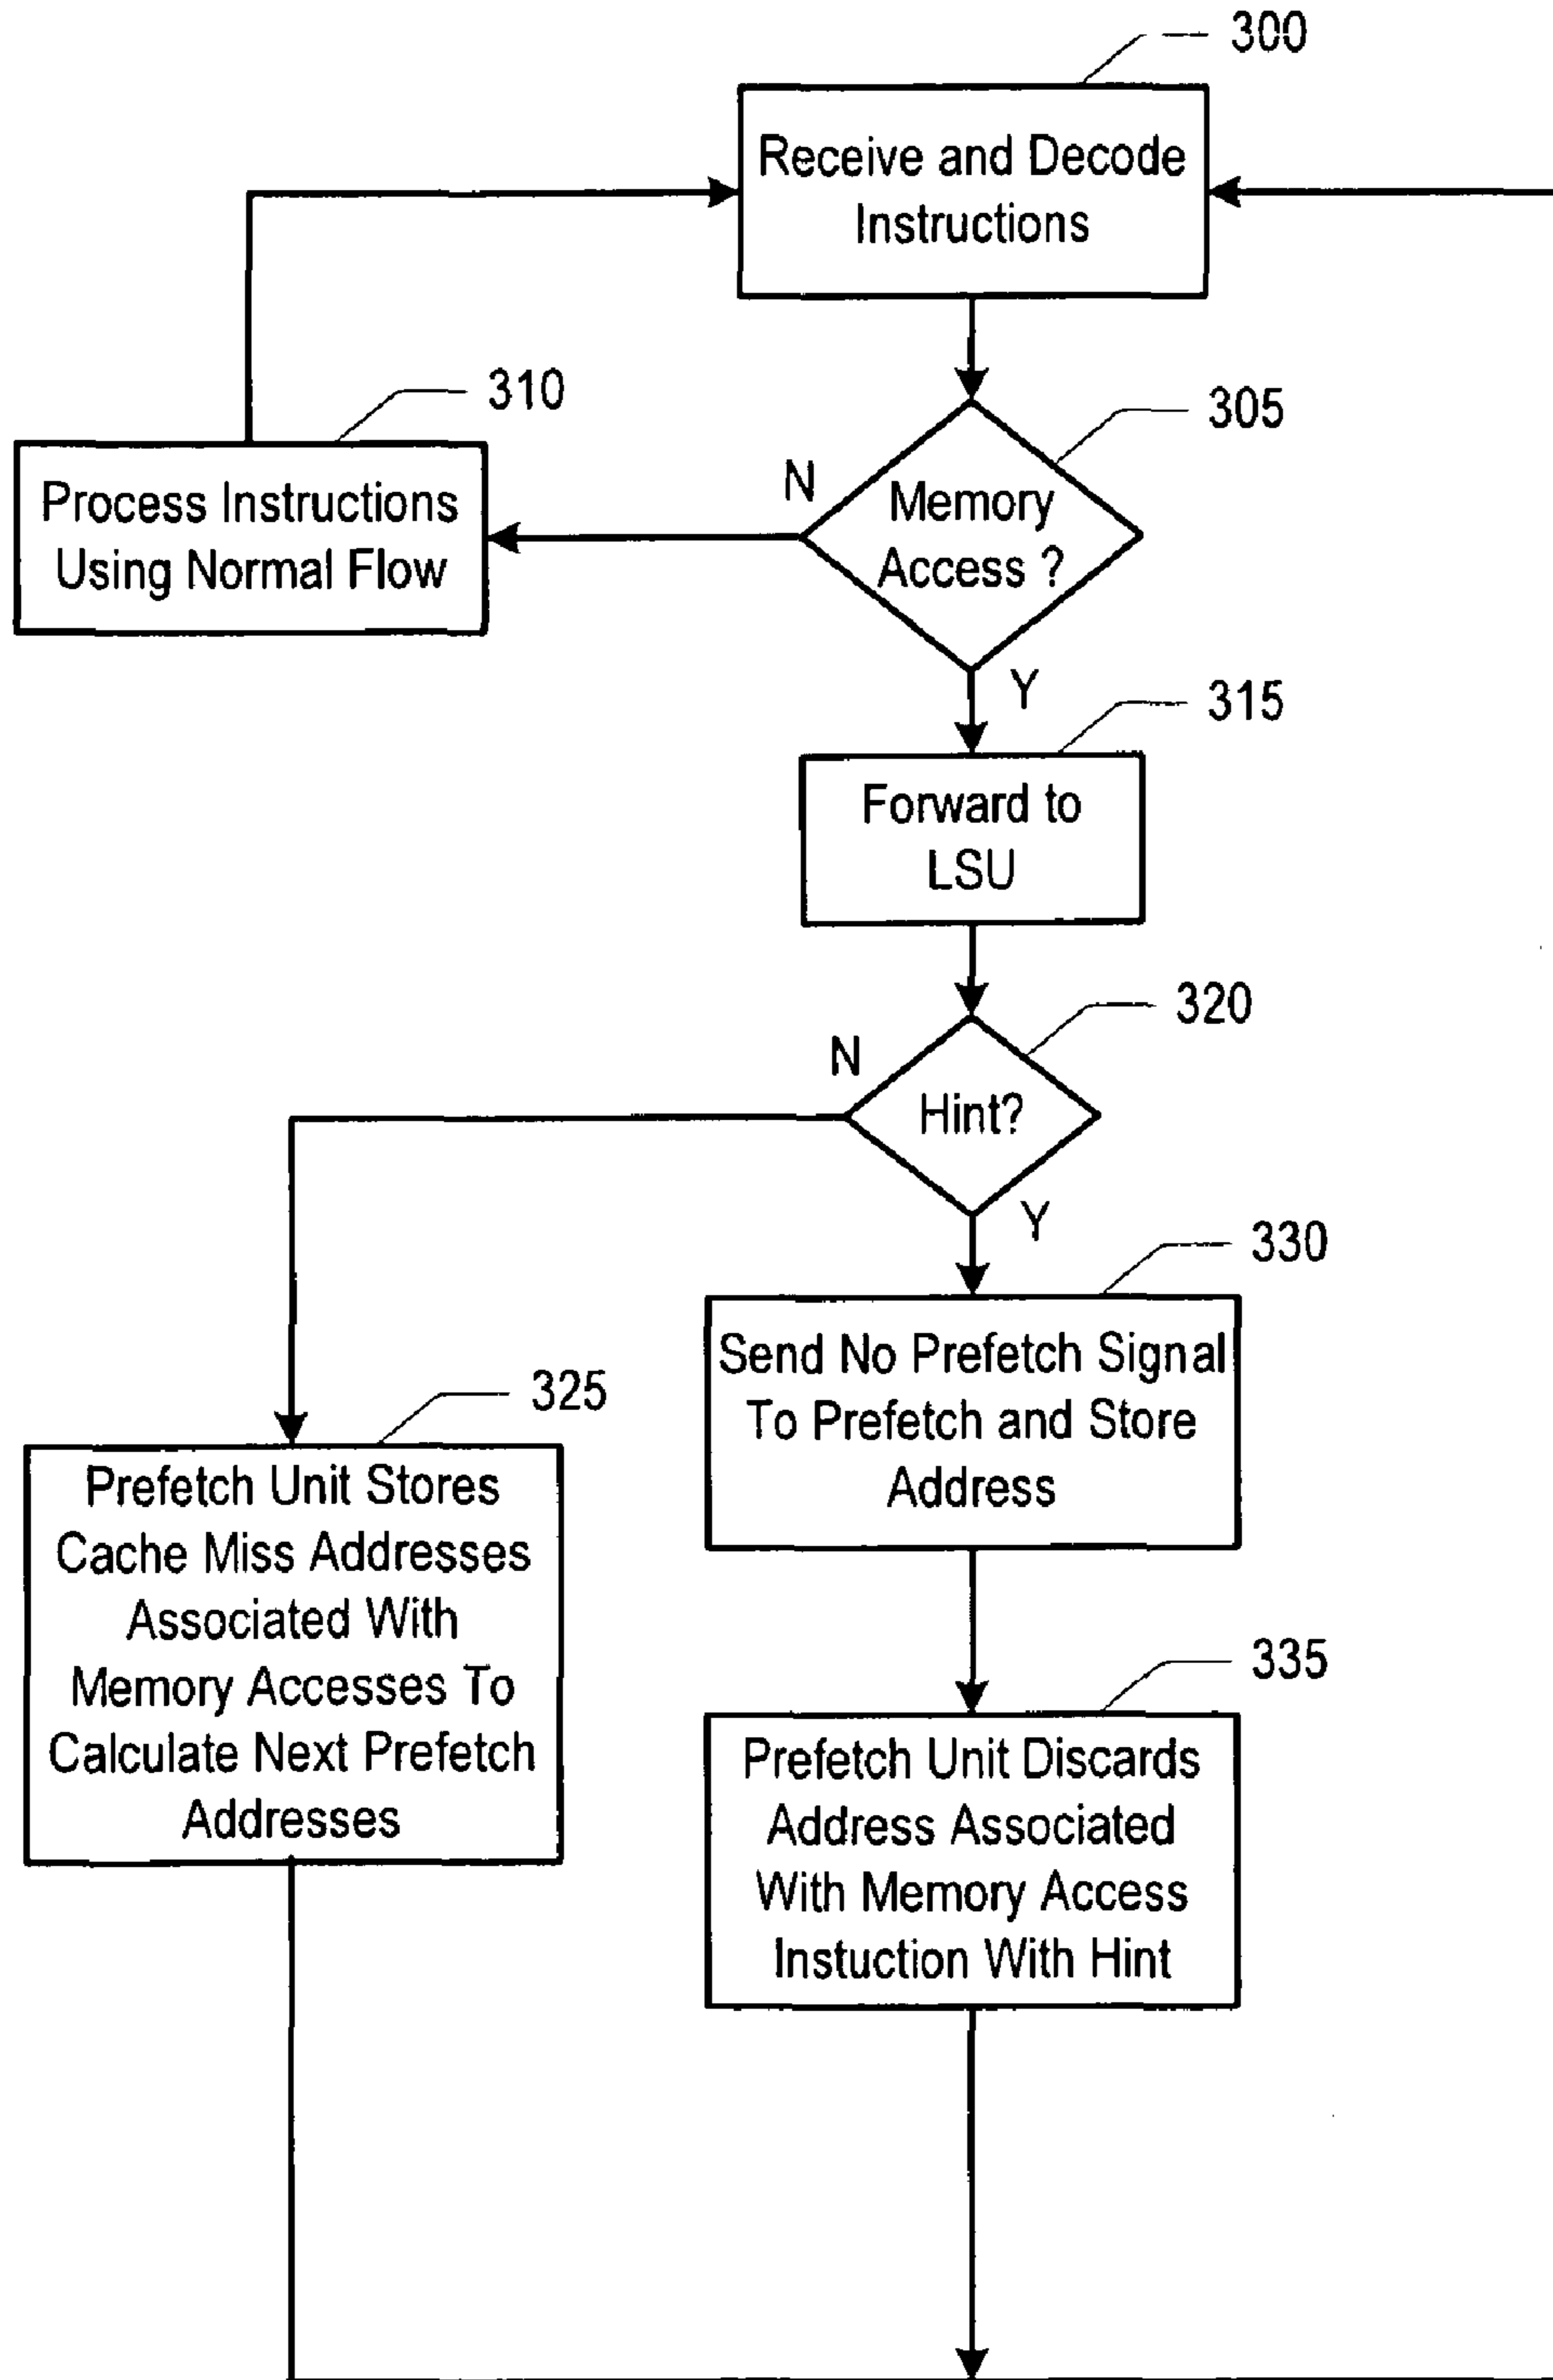 300
Receive and Decode
Instructions
310
305
Process Instructions
Using Normal Flow
N
Memory
Access ?
Y
315
Forward to
LSU
320
N
Hint?
Y
330
Send No Prefetch Signal
To Prefetch and Store
Address
325
Prefetch Unit Stores
Cache Miss Addresses
Associated With
Memory Accesses To
Calculate Next Prefetch
Addresses
335
Prefetch Unit Discards
Address Associated
With Memory Access
Instuction With Hint